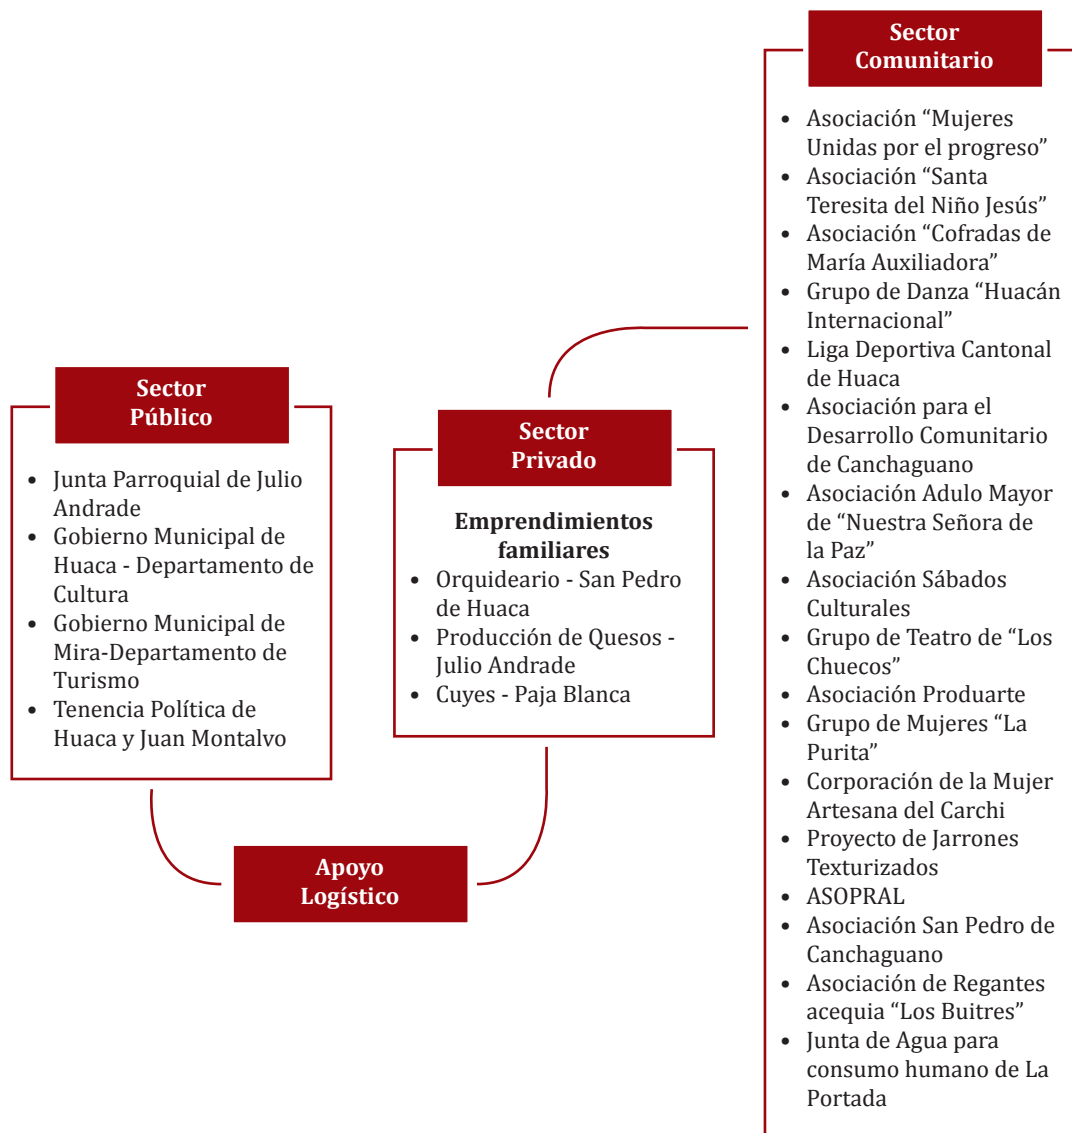 Sector
Público
• Junta Parroquial de Julio
Andrade
• Gobierno Municipal de
Huaca - Departamento de
Cultura
• Gobierno Municipal de
Mira-Departamento de
Turismo
• Tenencia Política de
Huaca y Juan Montalvo
Apoyo
Logístico
Sector
Privado
Emprendimientos
familiares
• Orquideario - San Pedro
de Huaca
• Producción de Quesos -
Julio Andrade
• Cuyes - Paja Blanca
Sector
Comunitario
• Asociación “Mujeres
Unidas por el progreso”
• Asociación “Santa
Teresita del Niño Jesús”
• Asociación “Cofradas de
María Auxiliadora”
• Grupo de Danza “Huacán
Internacional”
• Liga Deportiva Cantonal
de Huaca
• Asociación para el
Desarrollo Comunitario
de Canchaguano
• Asociación Adulo Mayor
de “Nuestra Señora de
la Paz”
• Asociación Sábados
Culturales
• Grupo de Teatro de “Los
Chuecos”
• Asociación Produarte
• Grupo de Mujeres “La
Purita”
• Corporación de la Mujer
Artesana del Carchi
• Proyecto de Jarrones
Texturizados
• ASOPRAL
• Asociación San Pedro de
Canchaguano
• Asociación de Regantes
acequia “Los Buitres”
• Junta de Agua para
consumo humano de La
Portada